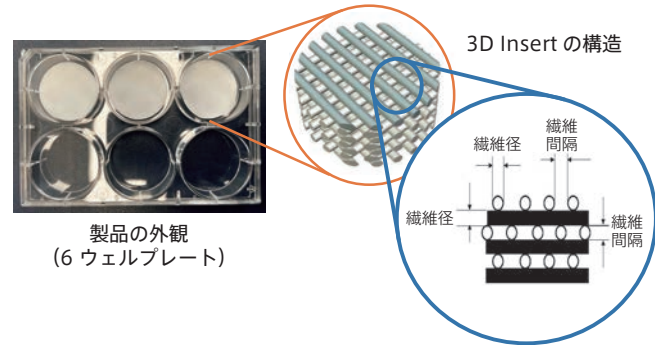 3D Insert の構造
繊維径
繊維
間隔
繊維径
繊維
間隔
製品の外観
(6 ウェルプレート)